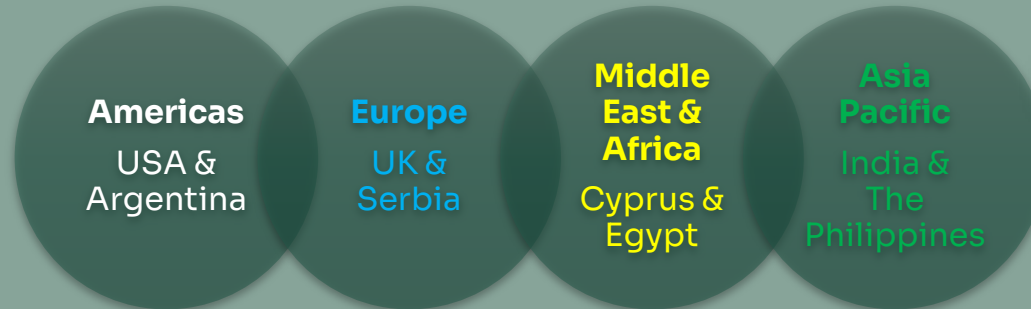 Americas
USA &
Argentina
Europe
UK &
Serbia
Middle
East &
Africa
Cyprus &
Egypt
Asia
Pacific
India &
The
Philippines